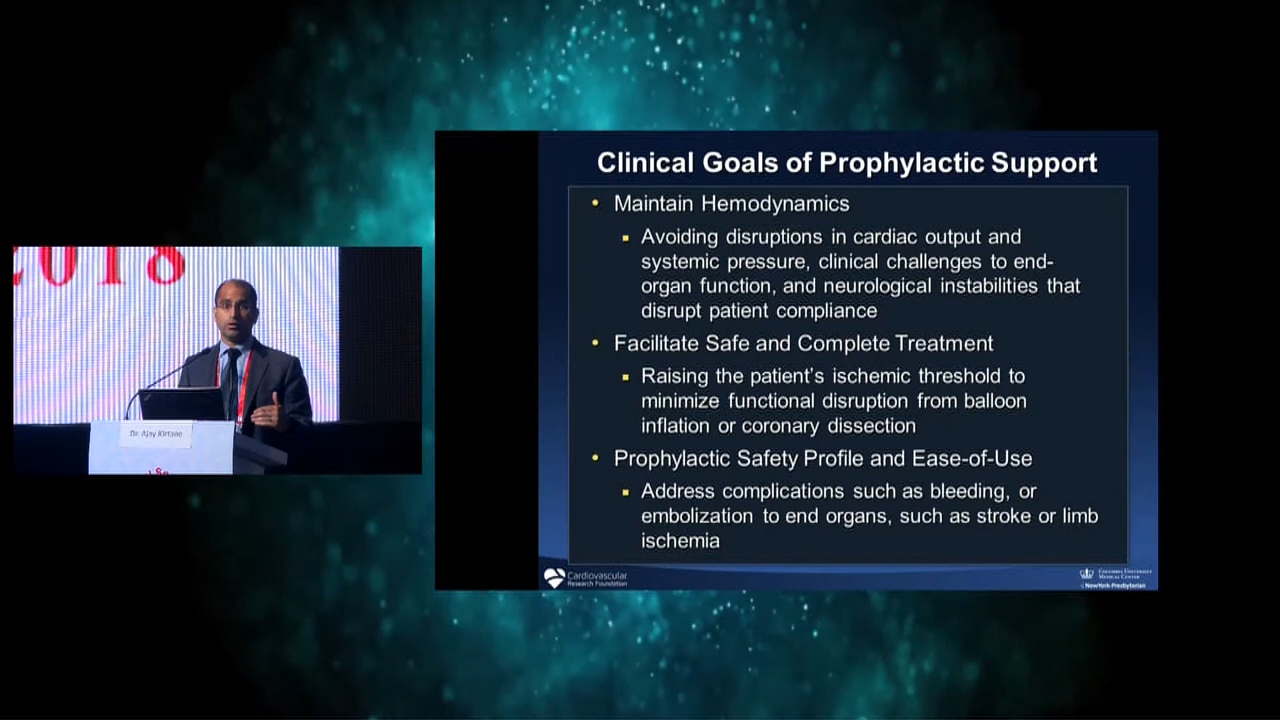 2018
Dr. Ajay Kirtane
Clinical Goals of Prophylactic Support
• Maintain Hemodynamics
▪ Avoiding disruptions in cardiac output and
systemic pressure, clinical challenges to end-
organ function, and neurological instabilities that
disrupt patient compliance
• Facilitate Safe and Complete Treatment
▪ Raising the patient's ischemic threshold to
minimize functional disruption from balloon
inflation or coronary dissection
• Prophylactic Safety Profile and Ease-of-Use
▪ Address complications such as bleeding, or
embolization to end organs, such as stroke or limb
ischemia
Cardiovascular
Research Foundation
Columbia University
Medical Center
NewYork-Presbyterian